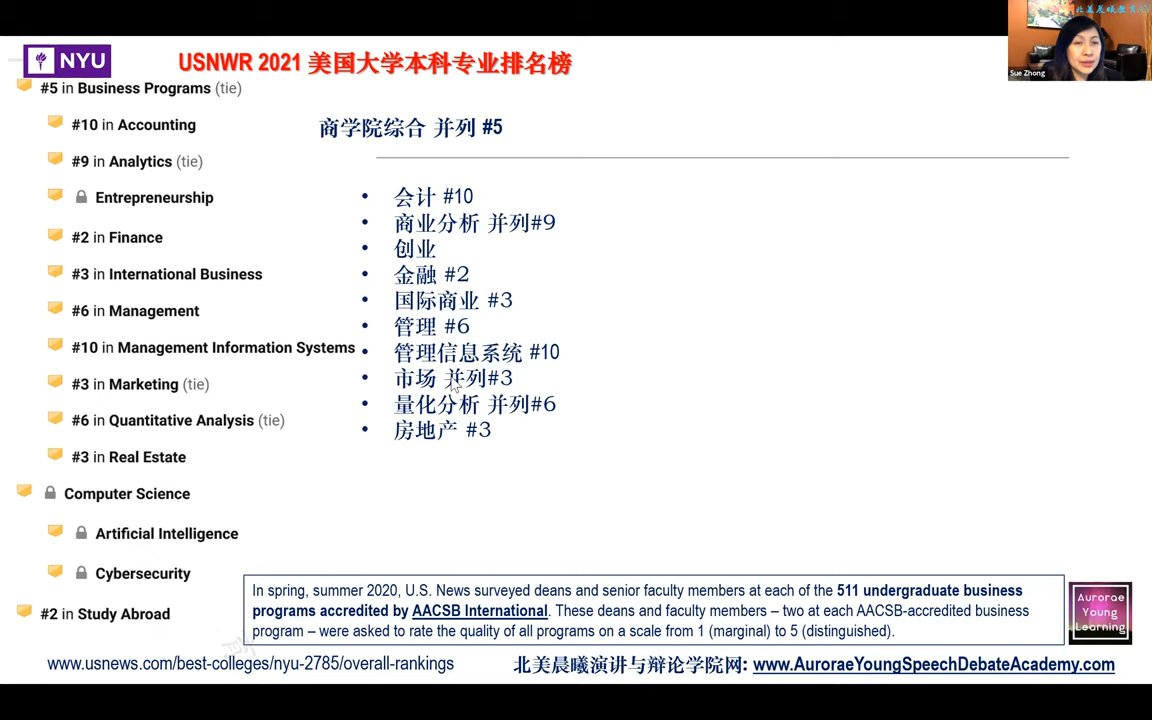 北美晨曦教育
Sue Zhong
NYU
USNWR 2021 美国大学本科专业排名榜
#5 in Business Programs (tie)
#10 in Accounting
#9 in Analytics (tie)
Entrepreneurship
#2 in Finance
#3 in International Business
#6 in Management
#10 in Management Information Systems
#3 in Marketing (tie)
#6 in Quantitative Analysis (tie)
#3 in Real Estate
Computer Science
Artificial Intelligence
Cybersecurity
#2 in Study Abroad
商学院综合 并列 #5
• 会计 #10
• 商业分析 并列#9
• 创业
• 金融 #2
• 国际商业 #3
• 管理 #6
• 管理信息系统 #10
• 市场 并列#3
• 量化分析 并列#6
• 房地产 #3
In spring, summer 2020, U.S. News surveyed deans and senior faculty members at each of the 511 undergraduate business
programs accredited by AACSB International. These deans and faculty members – two at each AACSB-accredited business
program – were asked to rate the quality of all programs on a scale from 1 (marginal) to 5 (distinguished).
Aurorae
Young
Learning
www.usnews.com/best-colleges/nyu-2785/overall-rankings
北美晨曦演讲与辩论学院网: www.AuroraeYoungSpeechDebateAcademy.com